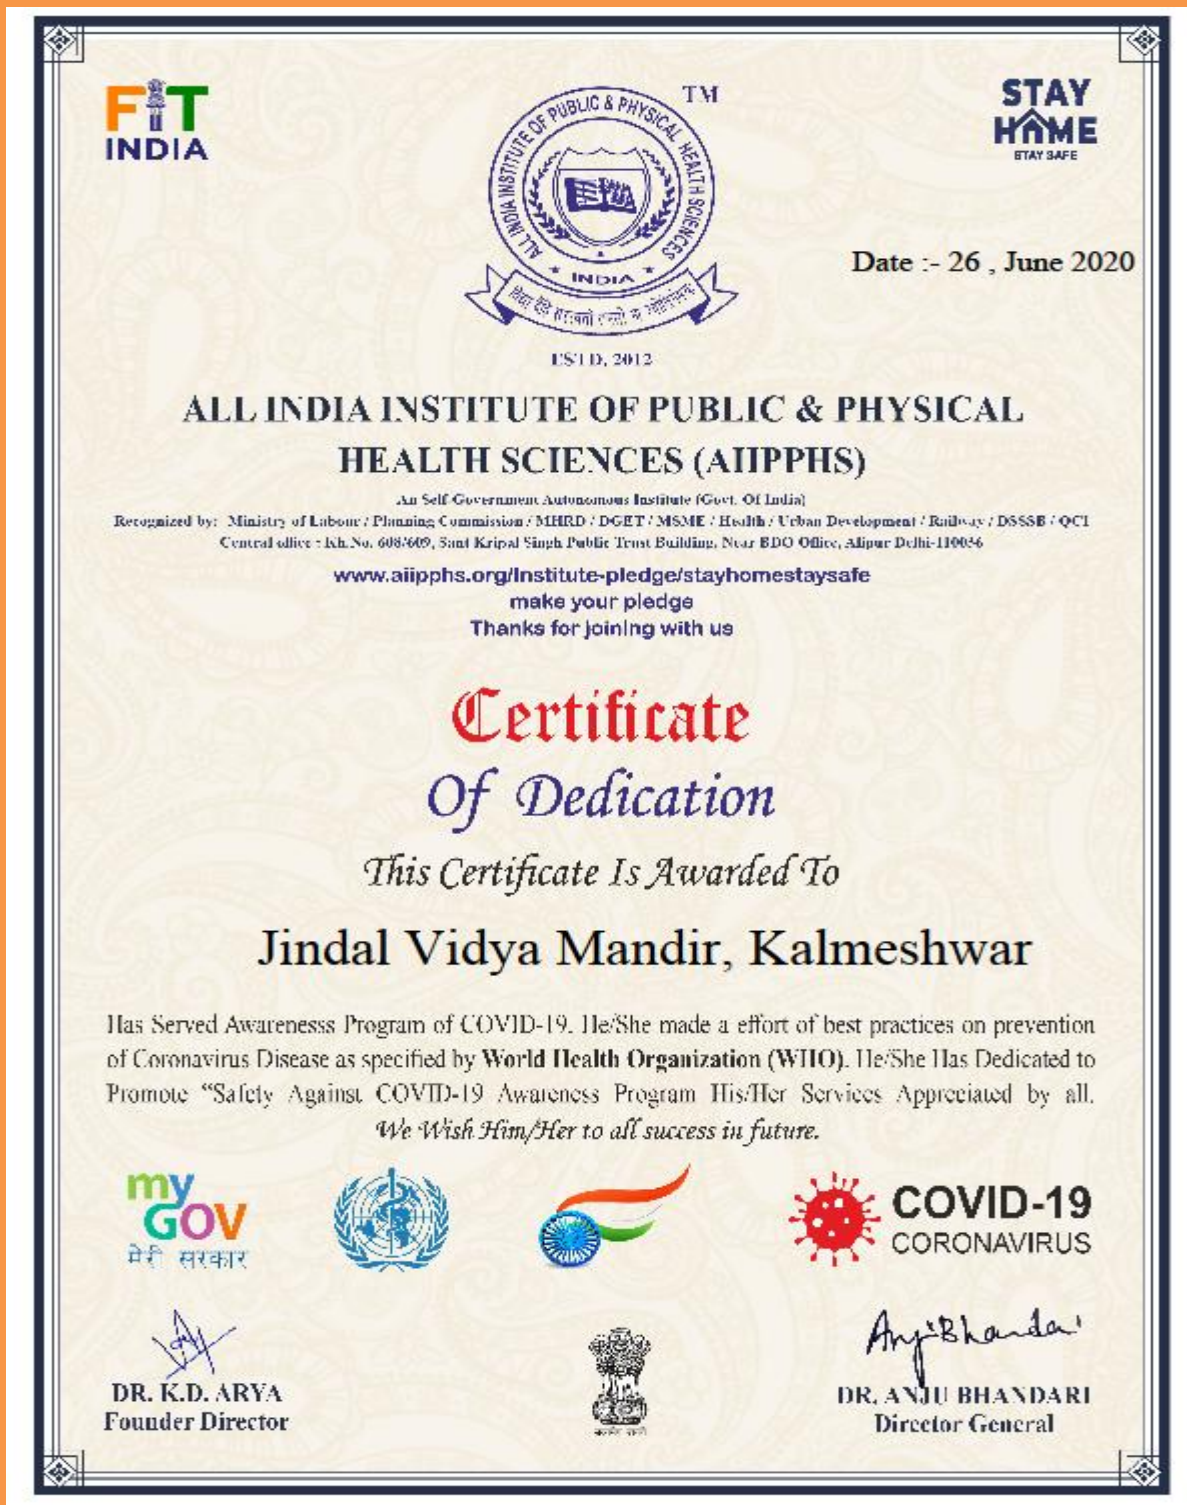 FIT
INDIA
STAY
HOME
STAY SAFE
TM
ALL INDIA INSTITUTE OF PUBLIC & PHYSICAL HEALTH SCIENCES
★ INDIA ★
Date :- 26 , June 2020
ESTD, 2012
ALL INDIA INSTITUTE OF PUBLIC & PHYSICAL
HEALTH SCIENCES (AIIPPHS)
An Self Government Autonomous Institute (Govt. Of India)
Recognized by: Ministry of Labour / Planning Commission / MHRD / DGET / MSME / Health / Urban Development / Railway / DSSSB / QCI
Central office : Kh.No. 608/609, Sant Kripal Singh Public Trust Building, Near BDO Office, Alipur Delhi-110036
www.aiipphs.org/Institute-pledge/stayhomestaysafe
make your pledge
Thanks for joining with us
Certificate
Of Dedication
This Certificate Is Awarded To
Jindal Vidya Mandir, Kalmeshwar
Has Served Awarenesss Program of COVID-19. He/She made a effort of best practices on prevention
of Coronavirus Disease as specified by World Health Organization (WHO). He/She Has Dedicated to
Promote “Safety Against COVID-19 Awareness Program His/Her Services Appreciated by all.
We Wish Him/Her to all success in future.
my
GOV
मेरी सरकार
COVID-19
CORONAVIRUS
AnjuBhandari
DR. K.D. ARYA
Founder Director
DR. ANJU BHANDARI
Director General